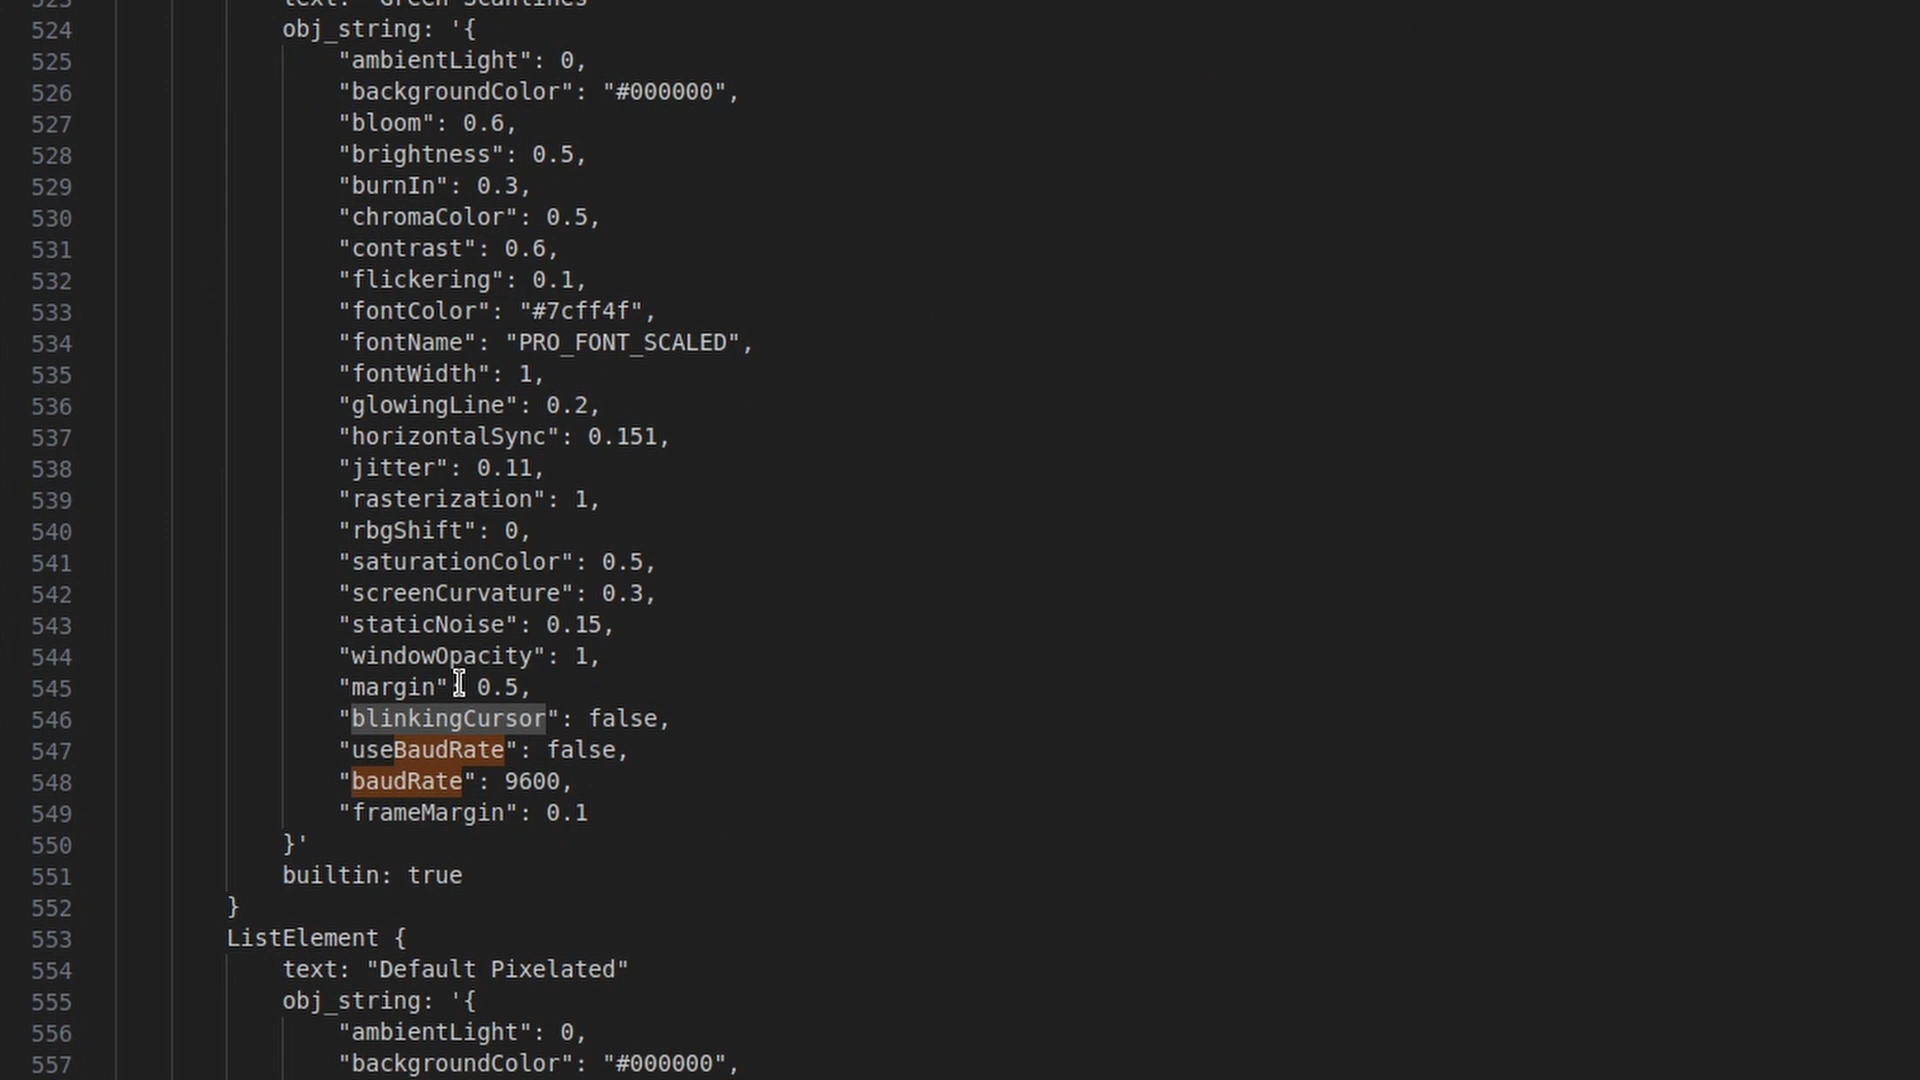 523 text: "Green Scanlines"
524 obj_string: '{
525 "ambientLight": 0,
526 "backgroundColor": "#000000",
527 "bloom": 0.6,
528 "brightness": 0.5,
529 "burnIn": 0.3,
530 "chromaColor": 0.5,
531 "contrast": 0.6,
532 "flickering": 0.1,
533 "fontColor": "#7cff4f",
534 "fontName": "PRO_FONT_SCALED",
535 "fontWidth": 1,
536 "glowingLine": 0.2,
537 "horizontalSync": 0.151,
538 "jitter": 0.11,
539 "rasterization": 1,
540 "rbgShift": 0,
541 "saturationColor": 0.5,
542 "screenCurvature": 0.3,
543 "staticNoise": 0.15,
544 "windowOpacity": 1,
545 "margin": 0.5,
546 "blinkingCursor": false,
547 "useBaudRate": false,
548 "baudRate": 9600,
549 "frameMargin": 0.1
550 }'
551 builtin: true
552 }
553 ListElement {
554 text: "Default Pixelated"
555 obj_string: '{
556 "ambientLight": 0,
557 "backgroundColor": "#000000",